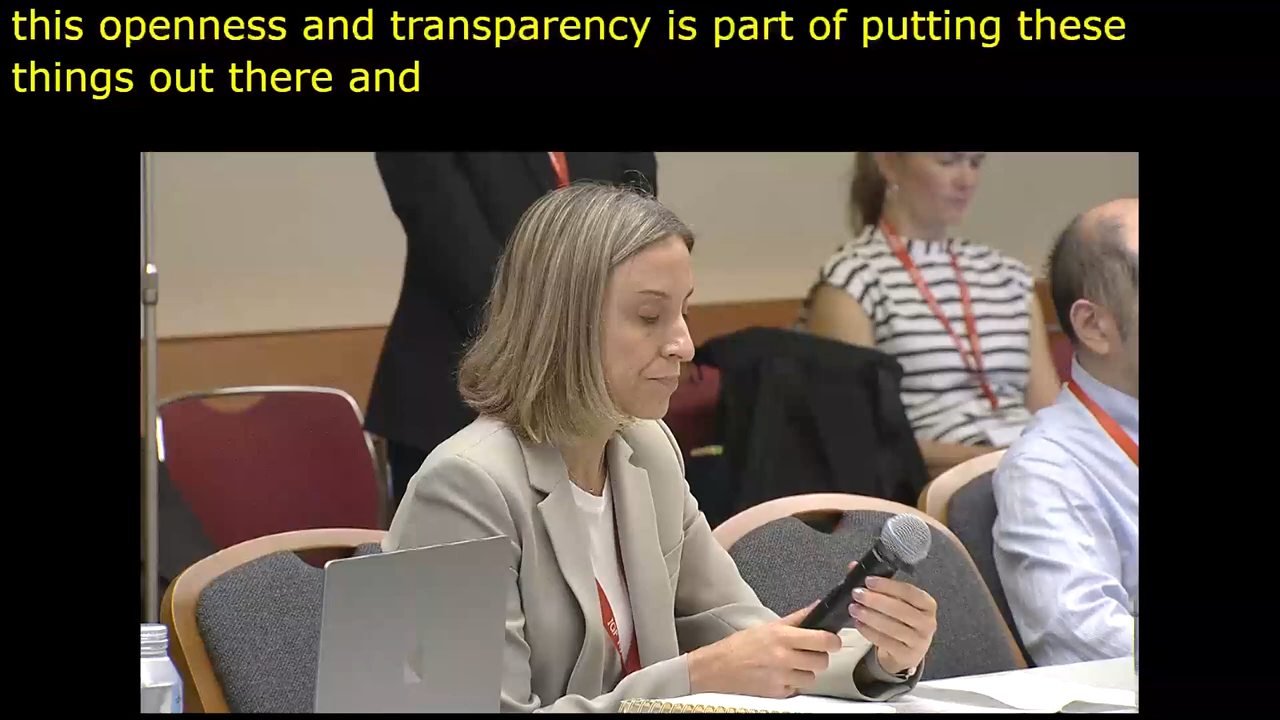 this openness and transparency is part of putting these
things out there and